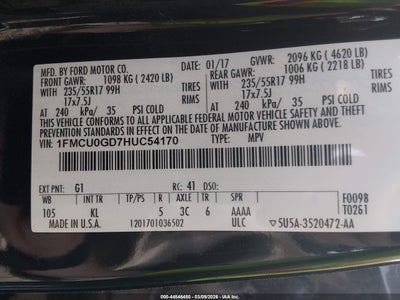 MFD. BY FORD MOTOR CO.
01/17 GVWR: 2096 KG ( 4620 LB)
FRONT GAWR: 1098 KG ( 2420 LB) REAR GAWR: 1006 KG ( 2218 LB)
WITH 235/55R17 99H TIRES WITH 235/55R17 99H TIRES
17x7.5J RIMS 17x7.5J RIMS
AT 240 kPa/ 35 PSI COLD AT 240 kPa/ 35 PSI COLD
THIS VEHICLE CONFORMS TO ALL APPLICABLE FEDERAL MOTOR VEHICLE SAFETY
AND THEFT PREVENTION STANDARDS IN EFFECT ON THE DATE OF MANUFACTURE SHOWN ABOVE.
VIN: 1FMCU0GD7HUC54170 TYPE: MPV
EXT PNT: G1 RC: 41 DSO: F0098
WB INT TR TP/PS R AXLE TR SPR T0261
105 KL 5 3C 6 AAAA
MADE IN U.S.A. 1201701036502 ULC 5U5A-3520472-AA
000-44546460 | 03/09/2026 - IAA Inc.